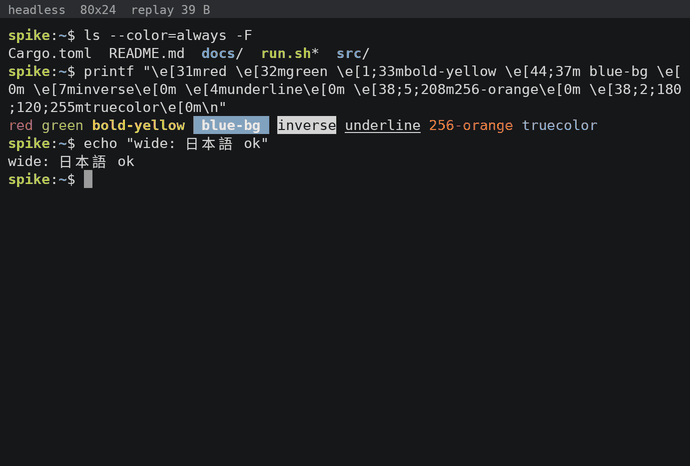 headless  80x24  replay 39 B
spike:~$ ls --color=always -F
Cargo.toml  README.md  docs/  run.sh*  src/
spike:~$ printf "\e[31mred \e[32mgreen \e[1;33mbold-yellow \e[44;37m blue-bg \e[
0m \e[7minverse\e[0m \e[4munderline\e[0m \e[38;5;208m256-orange\e[0m \e[38;2;180
;120;255mtruecolor\e[0m\n"
red green bold-yellow  blue-bg  inverse underline 256-orange truecolor
spike:~$ echo "wide: 日本語 ok"
wide: 日本語 ok
spike:~$